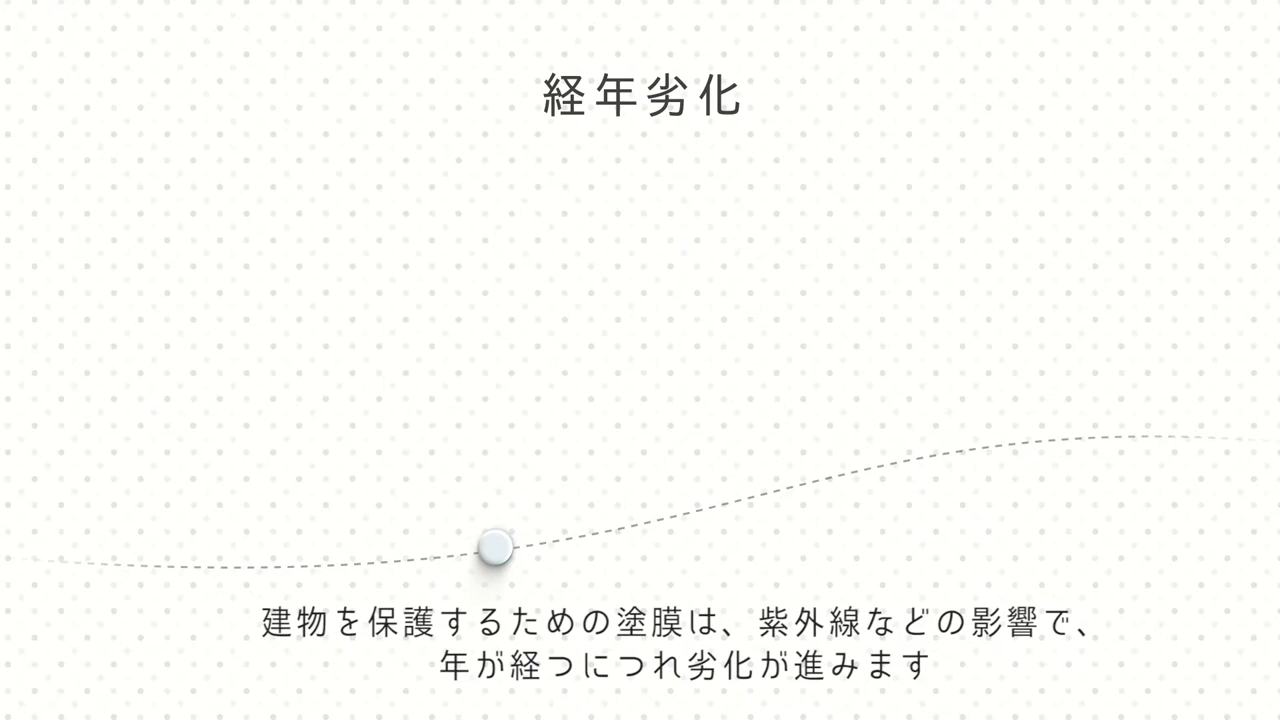 経年劣化
建物を保護するための塗膜は、紫外線などの影響で、
年が経つにつれ劣化が進みます